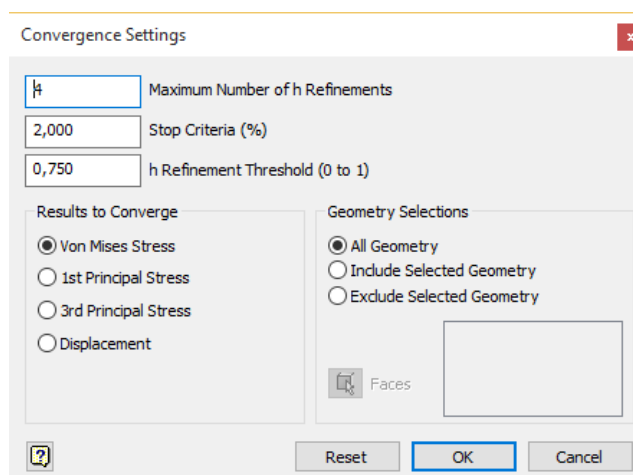 Convergence Settings
x
4 Maximum Number of h Refinements
2,000 Stop Criteria (%)
0,750 h Refinement Threshold (0 to 1)
Results to Converge
Von Mises Stress
1st Principal Stress
3rd Principal Stress
Displacement
Geometry Selections
All Geometry
Include Selected Geometry
Exclude Selected Geometry
Faces
?
Reset OK Cancel